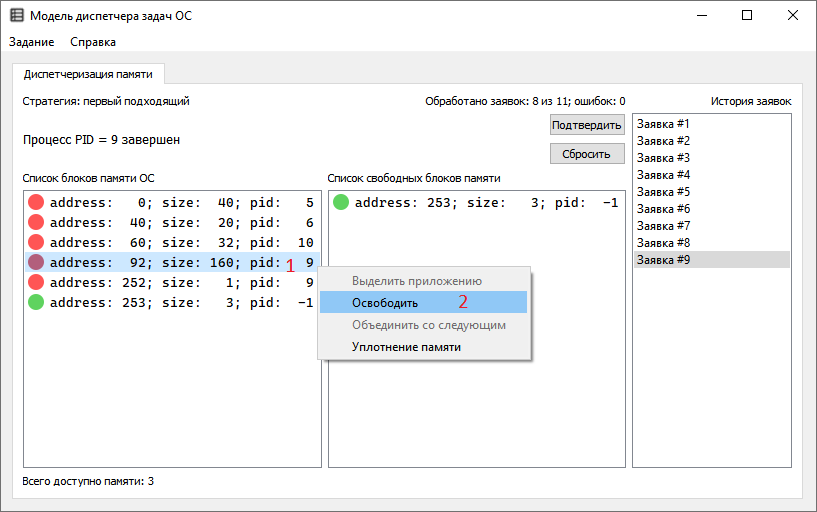 Модель диспетчера задач ОС
Задание Справка
Диспетчеризация памяти
Стратегия: первый подходящий
Обработано заявок: 8 из 11; ошибок: 0
История заявок
Процесс PID = 9 завершен
Подтвердить
Сбросить
Список блоков памяти ОС
address:   0; size:  40; pid:   5
address:  40; size:  20; pid:   6
address:  60; size:  32; pid:  10
address:  92; size: 160; pid:   9
address: 252; size:   1; pid:   9
address: 253; size:   3; pid:  -1
1
Список свободных блоков памяти
address: 253; size:   3; pid:  -1
Выделить приложению
Освободить 2
Объединить со следующим
Уплотнение памяти
Заявка #1
Заявка #2
Заявка #3
Заявка #4
Заявка #5
Заявка #6
Заявка #7
Заявка #8
Заявка #9
Всего доступно памяти: 3